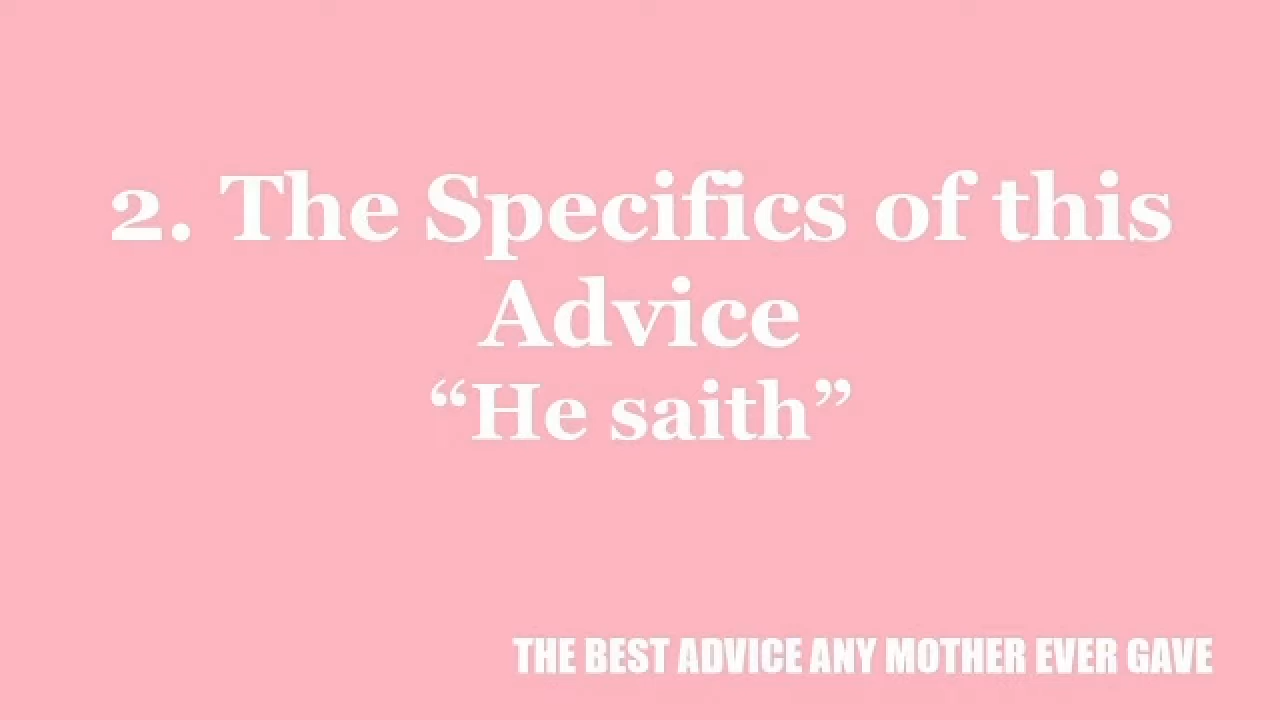 2. The Specifics of this
Advice
“He saith”
THE BEST ADVICE ANY MOTHER EVER GAVE